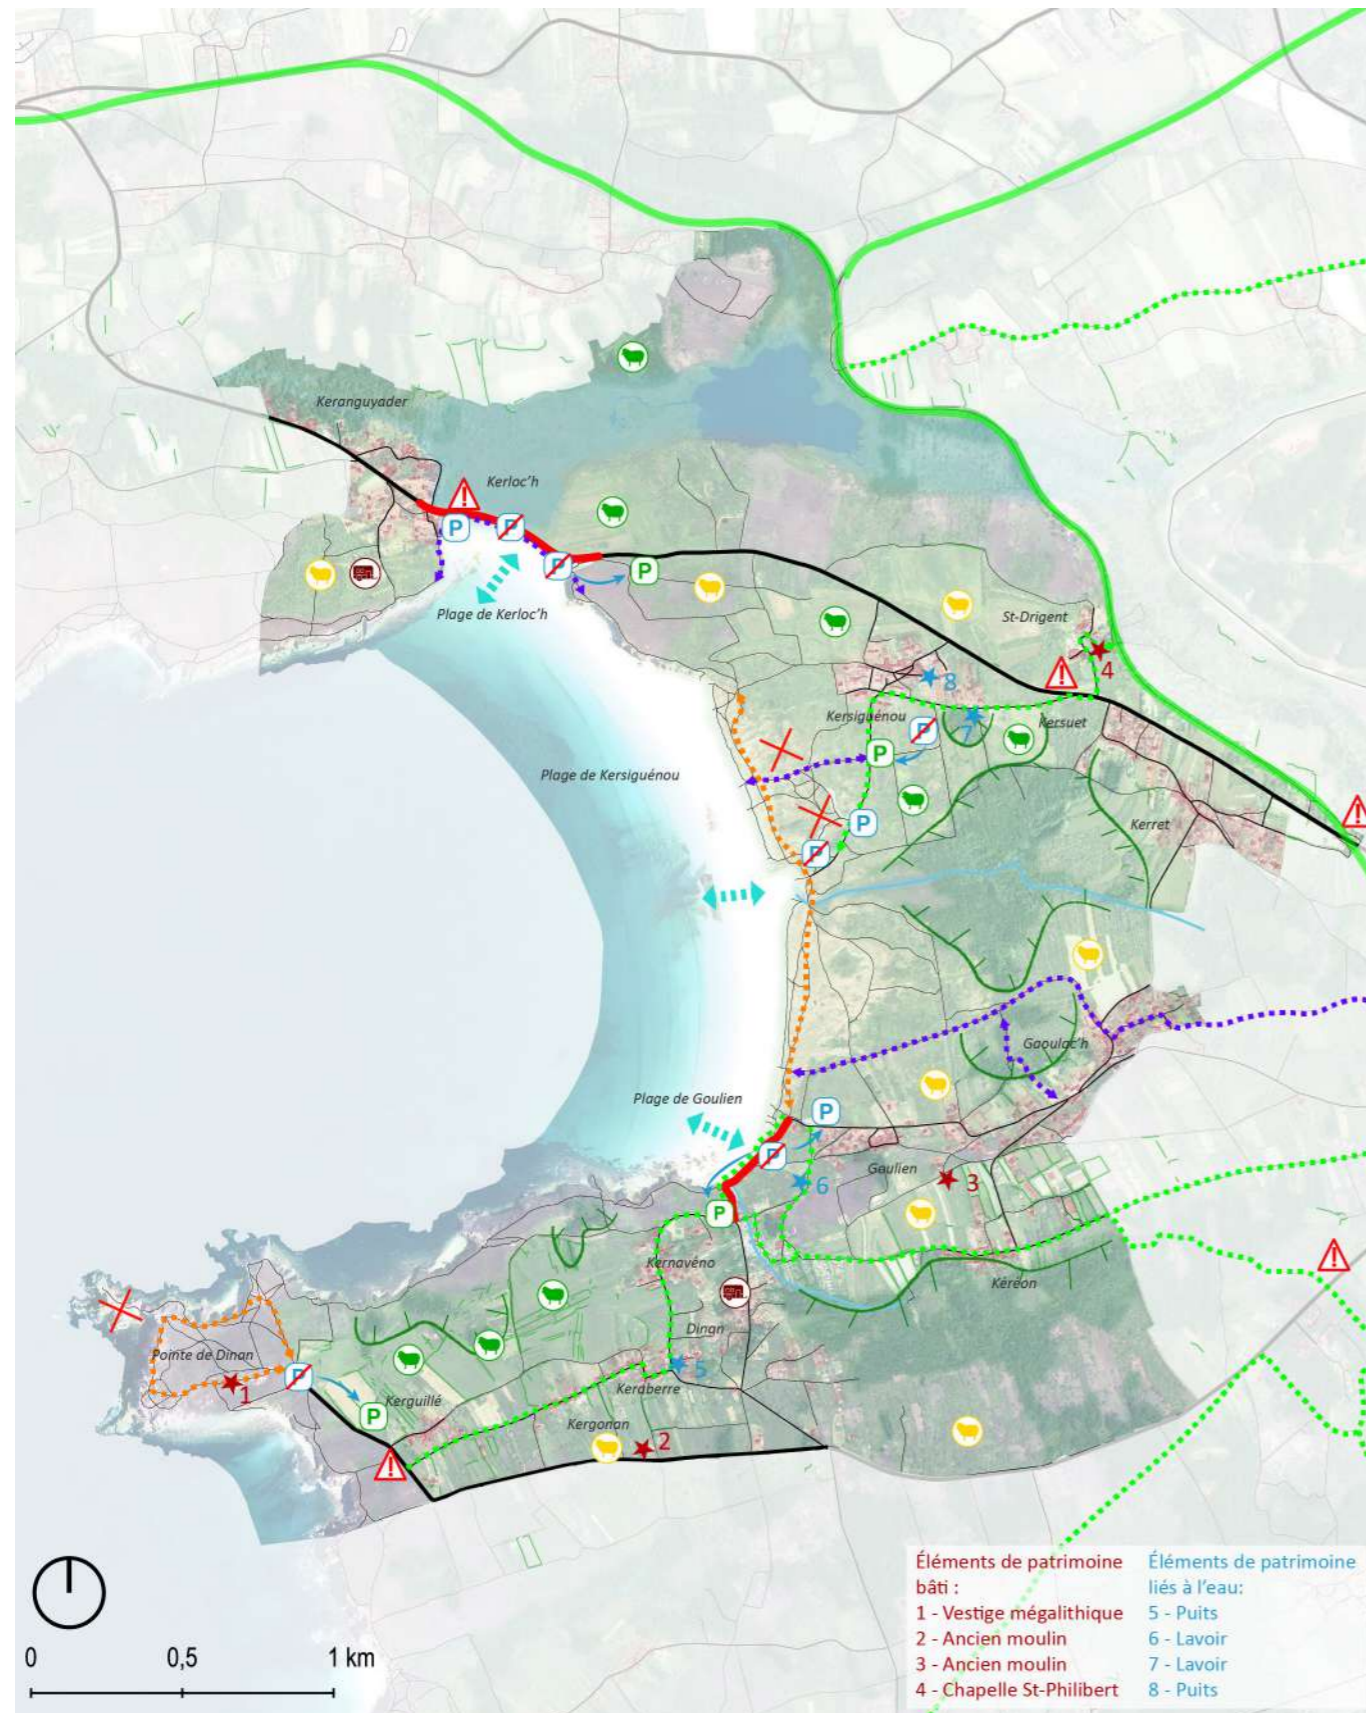 Keranguyader
Kerloc'h
P
P
P
P
Plage de Kerloc'h
St-Drigent
4
8
Kersiguénou
P
7
Kersuet
P
Plage de Kersiguénou
P
Kerret
P
Gaoulac'h
Plage de Goulien
P
P
Goulien
3
6
P
Kernavéno
Kéréon
Dinan
Pointe de Dinan
P
1
5
Kerdberre
Kerguillé
P
Kergonan
2
Éléments de patrimoine
bâti :
1 - Vestige mégalithique
2 - Ancien moulin
3 - Ancien moulin
4 - Chapelle St-Philibert
Éléments de patrimoine
liés à l'eau:
5 - Puits
6 - Lavoir
7 - Lavoir
8 - Puits
0 0,5 1 km